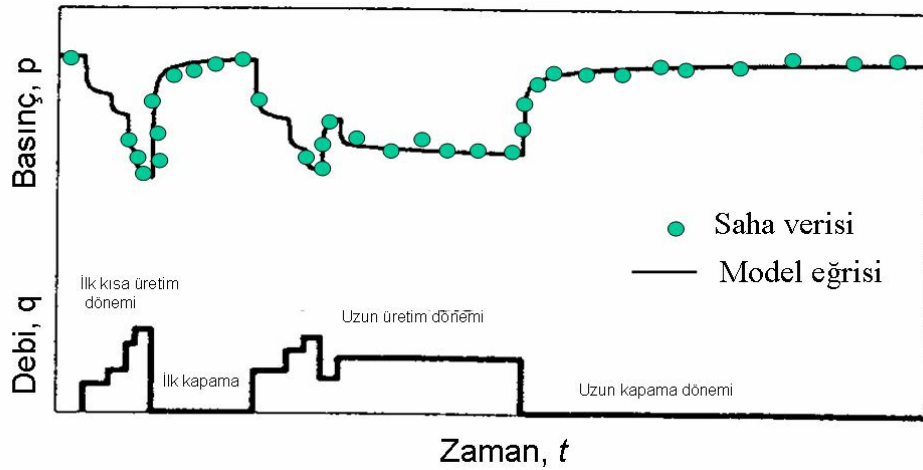 Basınç, p
Saha verisi
Model eğrisi
Debi, q
İlk kısa üretim
dönemi
Uzun üretim dönemi
İlk kapama
Uzun kapama dönemi
Zaman, t